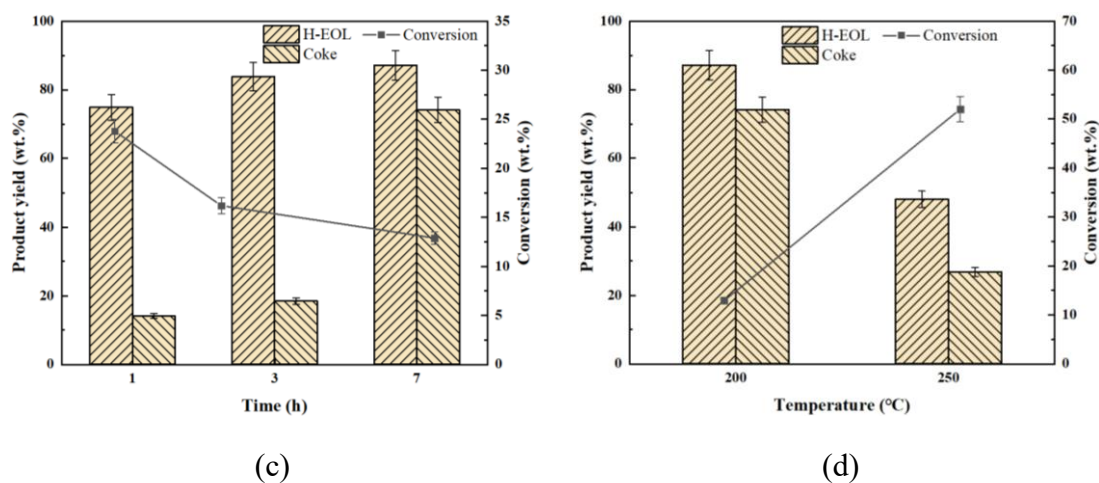 H-EOL
Coke
Conversion
Product yield (wt.%)
100
80
60
40
20
0
Conversion (wt.%)
35
30
25
20
15
10
5
0
1 3 7
Time (h)
(c)
H-EOL
Coke
Conversion
Product yield (wt.%)
100
80
60
40
20
0
Conversion (wt.%)
70
60
50
40
30
20
10
0
200 250
Temperature (℃)
(d)